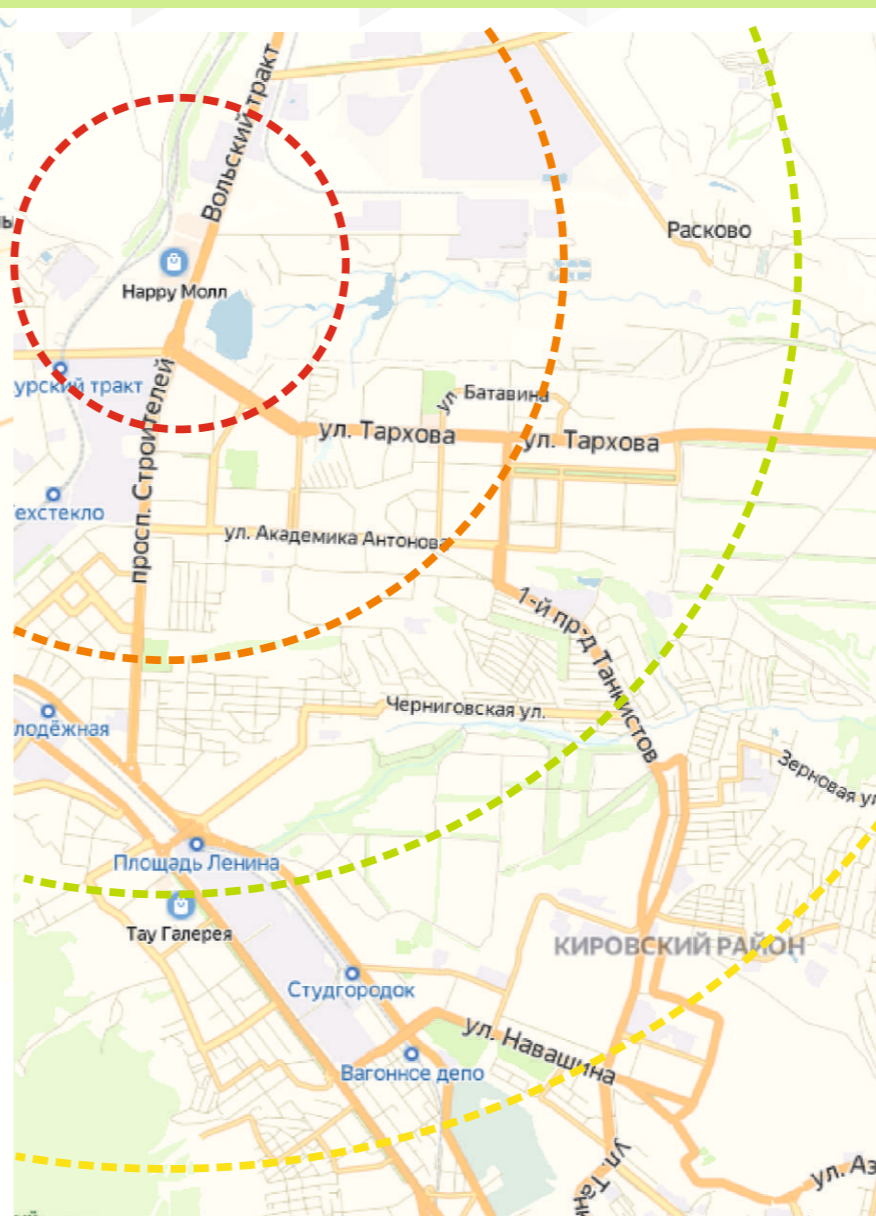 Вольский тракт
ы
Расково
Happy Молл
урский тракт
ул. Батавина
ул. Тархова
ул. Тархова
просп. Строителей
ехстекло
ул. Академика Антонова
1-й пр-д Танкистов
Черниговская ул.
лодёжная
Зерновая ул
Площадь Ленина
Тау Галерея
КИРОВСКИЙ РАЙОН
Студгородок
ул. Навашина
Вагонное депо
ул. Аз
ул. Тан